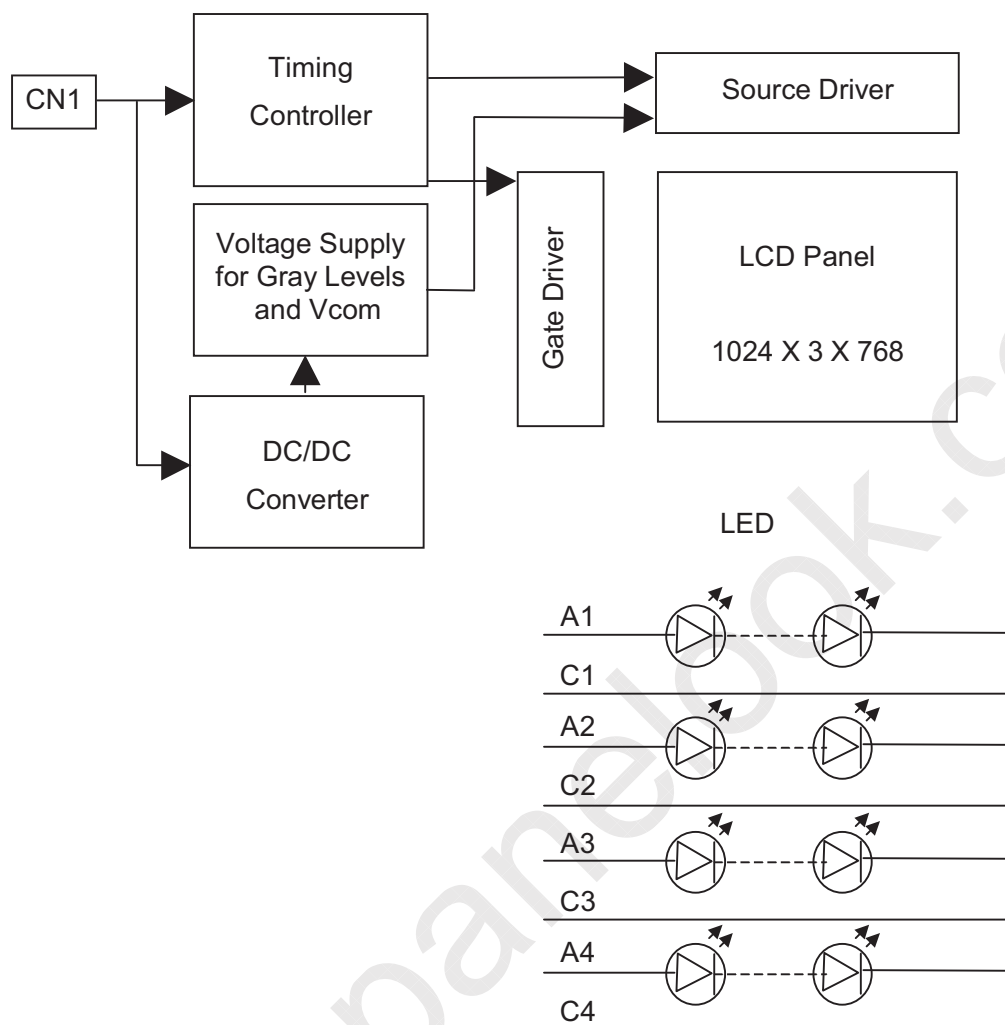 CN1
Timing
Controller
Source Driver
Voltage Supply
for Gray Levels
and Vcom
Gate Driver
LCD Panel
1024 X 3 X 768
DC/DC
Converter
LED
A1
C1
A2
C2
A3
C3
A4
C4
panelook.c